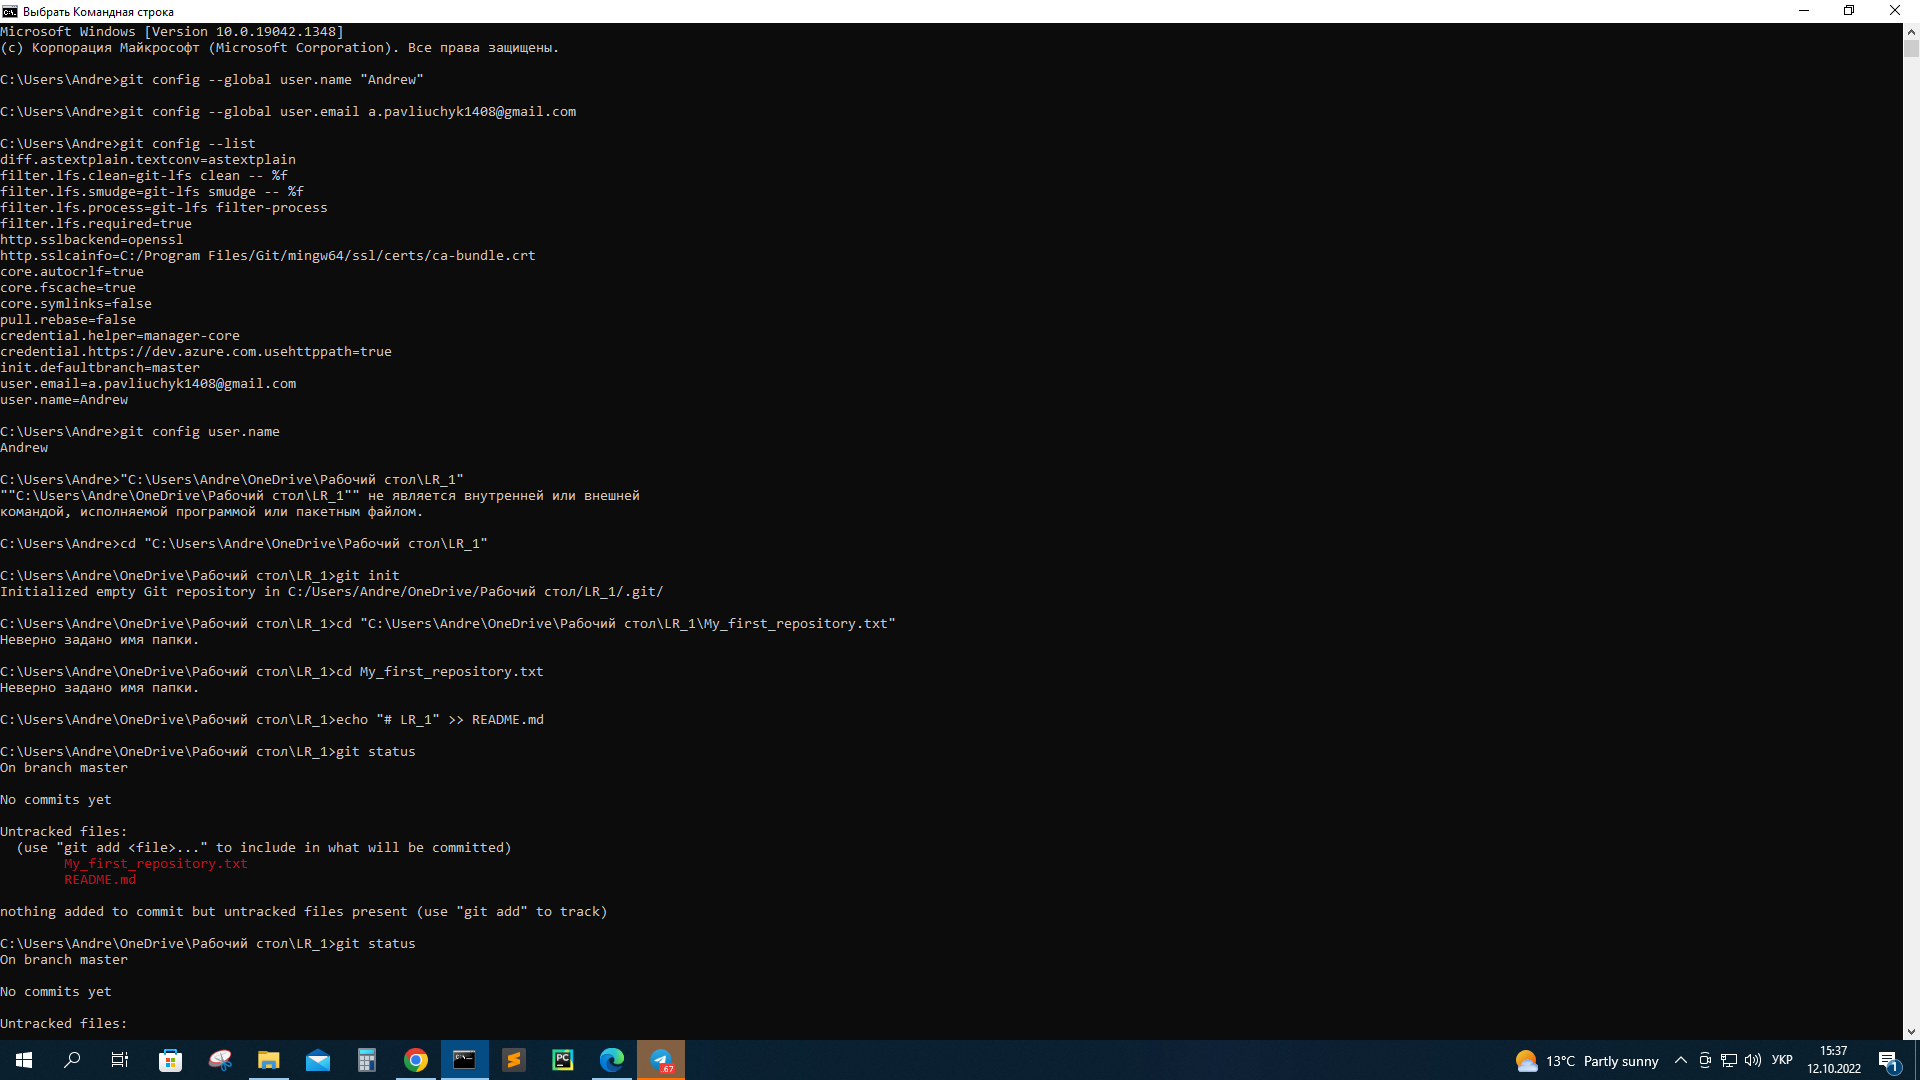 Выбрать Командная строка
Microsoft Windows [Version 10.0.19042.1348]
(c) Корпорация Майкрософт (Microsoft Corporation). Все права защищены.
C:\Users\Andre>git config --global user.name "Andrew"
C:\Users\Andre>git config --global user.email a.pavliuchyk1408@gmail.com
C:\Users\Andre>git config --list
diff.astextplain.textconv=astextplain
filter.lfs.clean=git-lfs clean -- %f
filter.lfs.smudge=git-lfs smudge -- %f
filter.lfs.process=git-lfs filter-process
filter.lfs.required=true
http.sslbackend=openssl
http.sslcainfo=C:/Program Files/Git/mingw64/ssl/certs/ca-bundle.crt
core.autocrlf=true
core.fscache=true
core.symlinks=false
pull.rebase=false
credential.helper=manager-core
credential.https://dev.azure.com.usehttppath=true
init.defaultbranch=master
user.email=a.pavliuchyk1408@gmail.com
user.name=Andrew
C:\Users\Andre>git config user.name
Andrew
C:\Users\Andre>"C:\Users\Andre\OneDrive\Рабочий стол\LR_1"
""C:\Users\Andre\OneDrive\Рабочий стол\LR_1"" не является внутренней или внешней
командой, исполняемой программой или пакетным файлом.
C:\Users\Andre>cd "C:\Users\Andre\OneDrive\Рабочий стол\LR_1"
C:\Users\Andre\OneDrive\Рабочий стол\LR_1>git init
Initialized empty Git repository in C:/Users/Andre/OneDrive/Рабочий стол/LR_1/.git/
C:\Users\Andre\OneDrive\Рабочий стол\LR_1>cd "C:\Users\Andre\OneDrive\Рабочий стол\LR_1\My_first_repository.txt"
Неверно задано имя папки.
C:\Users\Andre\OneDrive\Рабочий стол\LR_1>cd My_first_repository.txt
Неверно задано имя папки.
C:\Users\Andre\OneDrive\Рабочий стол\LR_1>echo "# LR_1" >> README.md
C:\Users\Andre\OneDrive\Рабочий стол\LR_1>git status
On branch master
No commits yet
Untracked files:
(use "git add <file>..." to include in what will be committed)
My_first_repository.txt
README.md
nothing added to commit but untracked files present (use "git add" to track)
C:\Users\Andre\OneDrive\Рабочий стол\LR_1>git status
On branch master
No commits yet
Untracked files:
PC
.67
13°C Partly sunny
УКР
15:37
12.10.2022
1